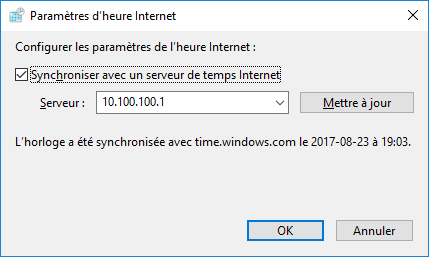 Paramètres d’heure Internet
Configurer les paramètres de l’heure Internet :
Synchroniser avec un serveur de temps Internet
Serveur : 10.100.100.1 Mettre à jour
L’horloge a été synchronisée avec time.windows.com le 2017-08-23 à 19:03.
OK Annuler